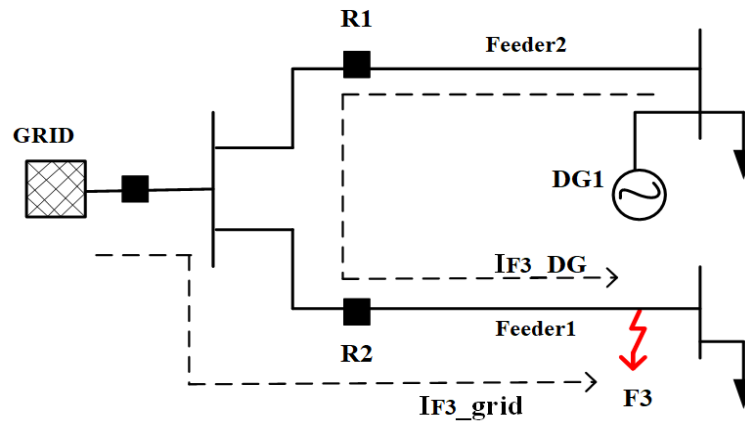 R1
Feeder2
GRID
DG1
IF3_DG
Feeder1
R2
F3
IF3_grid